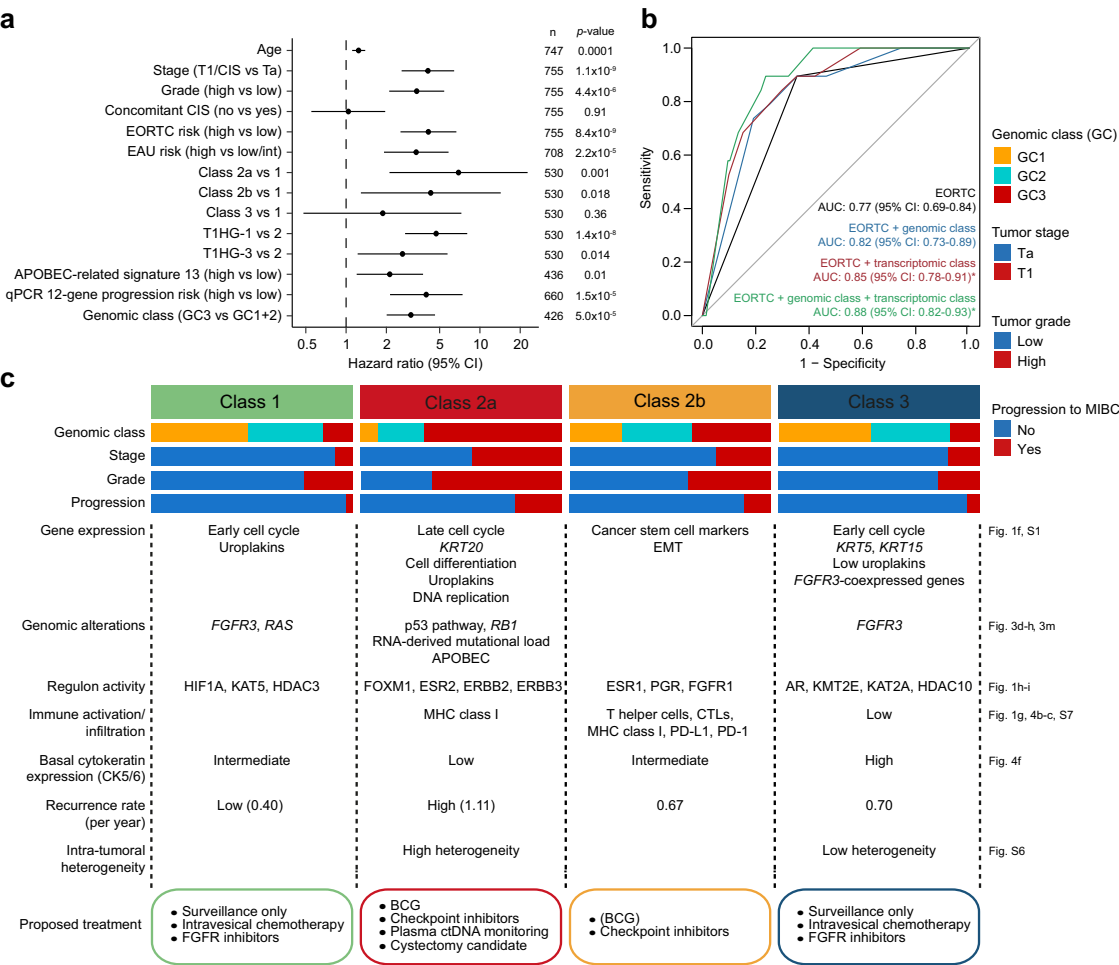 a
n p-value
Age 747 0.0001
Stage (T1/CIS vs Ta) 755 1.1x10⁻⁹
Grade (high vs low) 755 4.4x10⁻⁶
Concomitant CIS (no vs yes) 755 0.91
EORTC risk (high vs low) 755 8.4x10⁻⁹
EAU risk (high vs low/int) 708 2.2x10⁻⁵
Class 2a vs 1 530 0.001
Class 2b vs 1 530 0.018
Class 3 vs 1 530 0.36
T1HG-1 vs 2 530 1.4x10⁻⁸
T1HG-3 vs 2 530 0.014
APOBEC-related signature 13 (high vs low) 436 0.01
qPCR 12-gene progression risk (high vs low) 660 1.5x10⁻⁵
Genomic class (GC3 vs GC1+2) 426 5.0x10⁻⁵
0.5 1 2 5 10 20
Hazard ratio (95% CI)
b
Sensitivity
1.0
0.8
0.6
0.4
0.2
0.0
EORTC
AUC: 0.77 (95% CI: 0.69-0.84)
EORTC + genomic class
AUC: 0.82 (95% CI: 0.73-0.89)
EORTC + transcriptomic class
AUC: 0.85 (95% CI: 0.78-0.91)*
EORTC + genomic class + transcriptomic class
AUC: 0.88 (95% CI: 0.82-0.93)*
0.0 0.2 0.4 0.6 0.8 1.0
1 − Specificity
Genomic class (GC)
GC1
GC2
GC3
Tumor stage
Ta
T1
Tumor grade
Low
High
Progression to MIBC
No
Yes
c
Class 1 Class 2a Class 2b Class 3
Genomic class
Stage
Grade
Progression
Gene expression
Early cell cycle
Uroplakins
Late cell cycle
KRT20
Cell differentiation
Uroplakins
DNA replication
Cancer stem cell markers
EMT
Early cell cycle
KRT5, KRT15
Low uroplakins
FGFR3-coexpressed genes
Fig. 1f, S1
Genomic alterations
FGFR3, RAS
p53 pathway, RB1
RNA-derived mutational load
APOBEC
FGFR3
Fig. 3d-h, 3m
Regulon activity
HIF1A, KAT5, HDAC3
FOXM1, ESR2, ERBB2, ERBB3
ESR1, PGR, FGFR1
AR, KMT2E, KAT2A, HDAC10
Fig. 1h-i
Immune activation/
infiltration
MHC class I
T helper cells, CTLs,
MHC class I, PD-L1, PD-1
Low
Fig. 1g, 4b-c, S7
Basal cytokeratin
expression (CK5/6)
Intermediate
Low
Intermediate
High
Fig. 4f
Recurrence rate
(per year)
Low (0.40)
High (1.11)
0.67
0.70
Intra-tumoral
heterogeneity
High heterogeneity
Low heterogeneity
Fig. S6
Proposed treatment
• Surveillance only
• Intravesical chemotherapy
• FGFR inhibitors
• BCG
• Checkpoint inhibitors
• Plasma ctDNA monitoring
• Cystectomy candidate
• (BCG)
• Checkpoint inhibitors
• Surveillance only
• Intravesical chemotherapy
• FGFR inhibitors